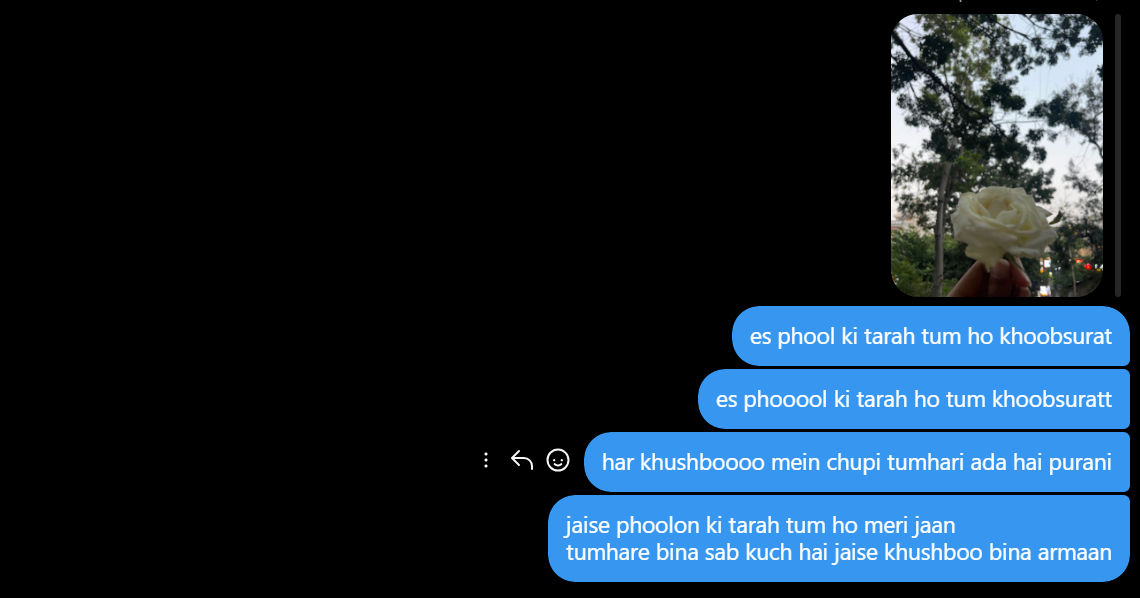 es phool ki tarah tum ho khoobsurat
es phooool ki tarah ho tum khoobsuratt
har khushboooo mein chupi tumhari ada hai purani
jaise phoolon ki tarah tum ho meri jaan
tumhare bina sab kuch hai jaise khushboo bina armaan